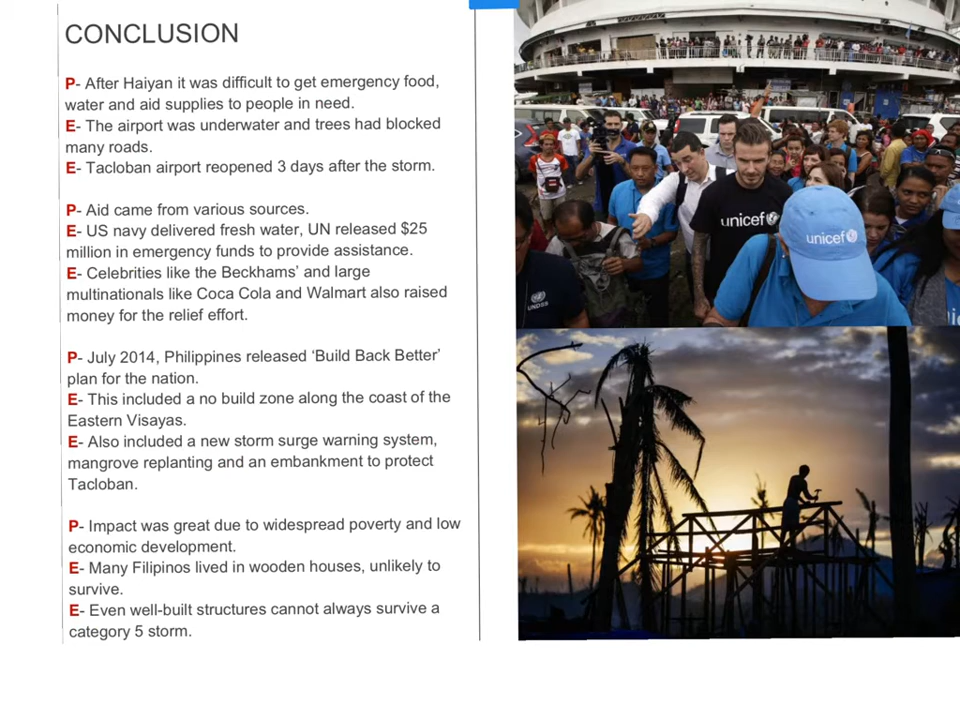 CONCLUSION
P- After Haiyan it was difficult to get emergency food,
water and aid supplies to people in need.
E- The airport was underwater and trees had blocked
many roads.
E- Tacloban airport reopened 3 days after the storm.
P- Aid came from various sources.
E- US navy delivered fresh water, UN released $25
million in emergency funds to provide assistance.
E- Celebrities like the Beckhams’ and large
multinationals like Coca Cola and Walmart also raised
money for the relief effort.
P- July 2014, Philippines released ‘Build Back Better’
plan for the nation.
E- This included a no build zone along the coast of the
Eastern Visayas.
E- Also included a new storm surge warning system,
mangrove replanting and an embankment to protect
Tacloban.
P- Impact was great due to widespread poverty and low
economic development.
E- Many Filipinos lived in wooden houses, unlikely to
survive.
E- Even well-built structures cannot always survive a
category 5 storm.
unicef
unicef
UNDSS